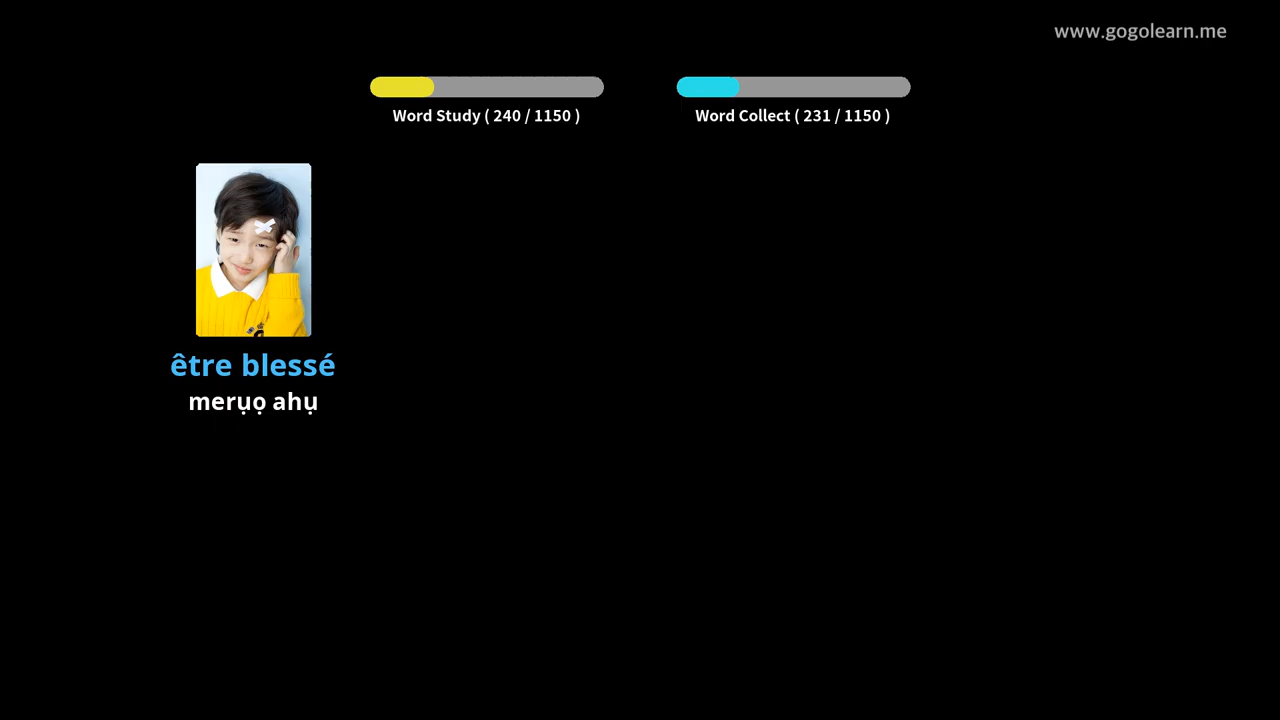 www.gogolearn.me
Word Study ( 240 / 1150 )
Word Collect ( 231 / 1150 )
être blessé
merụọ ahụ